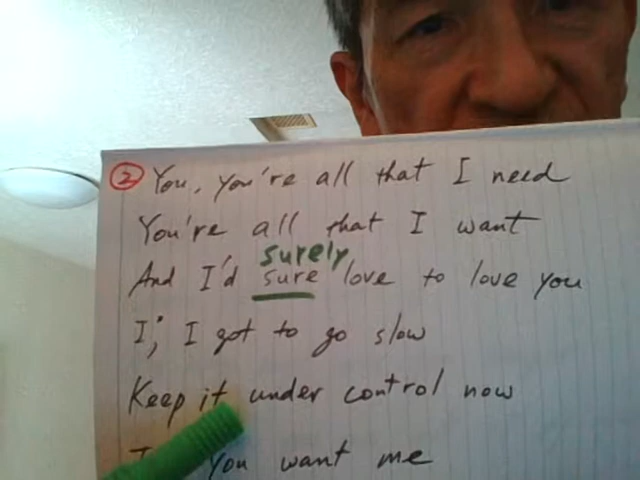 ② You, you're all that I need
You're all that I want
surely
And I'd sure love to love you
I, I got to go slow
Keep it under control now
you want me